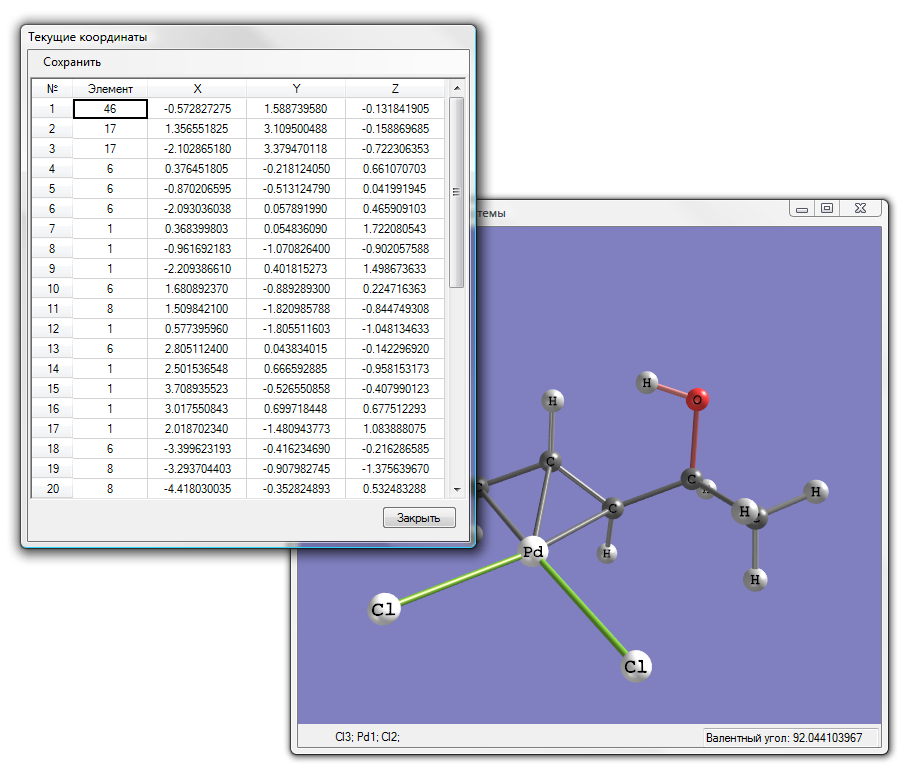 Текущие координаты
Сохранить
№ Элемент X Y Z
1 46 -0.572827275 1.588739580 -0.131841905
2 17 1.356551825 3.109500488 -0.158869685
3 17 -2.102865180 3.379470118 -0.722306353
4 6 0.376451805 -0.218124050 0.661070703
5 6 -0.870206595 -0.513124790 0.041991945
6 6 -2.093036038 0.057891990 0.465909103
7 1 0.368399803 0.054836090 1.722080543
8 1 -0.961692183 -1.070826400 -0.902057588
9 1 -2.209386610 0.401815273 1.498673633
10 6 1.680892370 -0.889289300 0.224716363
11 8 1.509842100 -1.820985788 -0.844749308
12 1 0.577395960 -1.805511603 -1.048134633
13 6 2.805112400 0.043834015 -0.142296920
14 1 2.501536548 0.666592885 -0.958153173
15 1 3.708935523 -0.526550858 -0.407990123
16 1 3.017550843 0.699718448 0.677512293
17 1 2.018702340 -1.480943773 1.083888075
18 6 -3.399623193 -0.416234690 -0.216286585
19 8 -3.293704403 -0.907982745 -1.375639670
20 8 -4.418030035 -0.352824893 0.532483288
Закрыть
темы
H
O
H
C
C
H
H
H
C
H
Pd
H
Cl
Cl
Cl3; Pd1; Cl2;
Валентный угол: 92.044103967